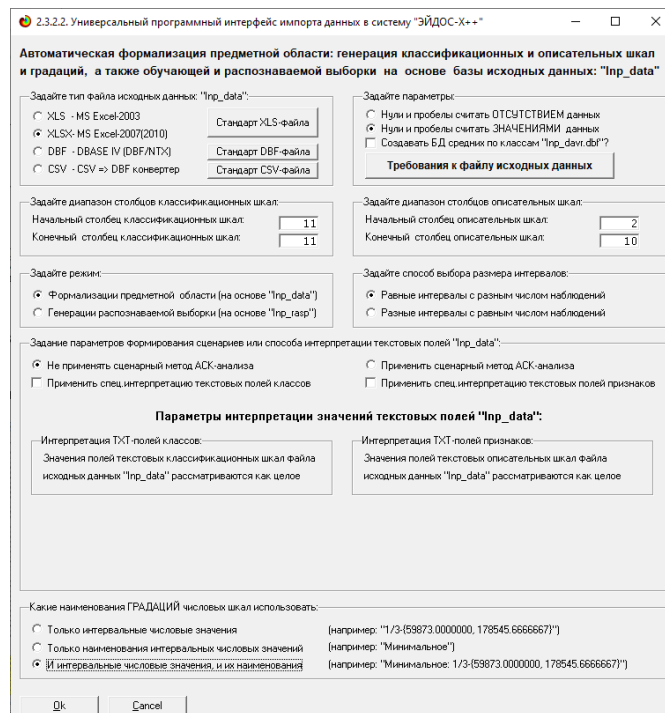 2.3.2.2. Универсальный программный интерфейс импорта данных в систему "ЭЙДОС-X++"
Автоматическая формализация предметной области: генерация классификационных и описательных шкал
и градаций, а также обучающей и распознаваемой выборки на основе базы исходных данных: "Inp_data"
Задайте тип файла исходных данных: "Inp_data":
XLS - MS Excel-2003
XLSX- MS Excel-2007(2010)
DBF - DBASE IV (DBF/NTX)
CSV - CSV => DBF конвертер
Стандарт XLS-файла
Стандарт DBF-файла
Стандарт CSV-файла
Задайте параметры:
Нули и пробелы считать ОТСУТСТВИЕМ данных
Нули и пробелы считать ЗНАЧЕНИЯМИ данных
Создавать БД средних по классам "Inp_davr.dbf"?
Требования к файлу исходных данных
Задайте диапазон столбцов классификационных шкал:
Начальный столбец классификационных шкал: 11
Конечный столбец классификационных шкал: 11
Задайте диапазон столбцов описательных шкал:
Начальный столбец описательных шкал: 2
Конечный столбец описательных шкал: 10
Задайте режим:
Формализации предметной области (на основе "Inp_data")
Генерации распознаваемой выборки (на основе "Inp_rasp")
Задайте способ выбора размера интервалов:
Равные интервалы с разным числом наблюдений
Разные интервалы с равным числом наблюдений
Задание параметров формирования сценариев или способа интерпретации текстовых полей "Inp_data":
Не применять сценарный метод АСК-анализа
Применить сценарный метод АСК-анализа
Применить спец.интерпретацию текстовых полей классов
Применить спец.интерпретацию текстовых полей признаков
Параметры интерпретации значений текстовых полей "Inp_data":
Интерпретация TXT-полей классов:
Значения полей текстовых классификационных шкал файла
исходных данных "Inp_data" рассматриваются как целое
Интерпретация TXT-полей признаков:
Значения полей текстовых описательных шкал файла
исходных данных "Inp_data" рассматриваются как целое
Какие наименования ГРАДАЦИЙ числовых шкал использовать:
Только интервальные числовые значения (например: "1/3-{59873.0000000, 178545.6666667}")
Только наименования интервальных числовых значений (например: "Минимальное")
И интервальные числовые значения, и их наименования (например: "Минимальное: 1/3-{59873.0000000, 178545.6666667}")
Ok Cancel